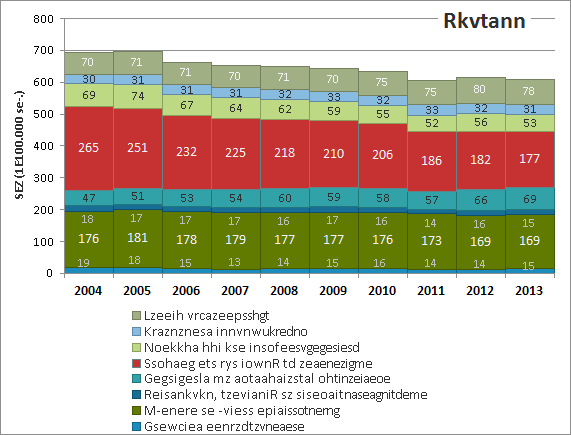 Rkvtann
SEZ (1E100.000 se-.)
800
700
600
500
400
300
200
100
0
70 71 71 70 71 70 75 75 80 78
30 31 31 31 32 33 32 33 32 31
69 74 67 64 62 59 55 52 56 53
265 251 232 225 218 210 206 186 182 177
47 51 53 54 60 59 58 57 66 69
18 17 17 17 16 16 16 14 16 15
176 181 178 179 177 177 176 173 169 169
19 18 15 13 14 15 16 14 14 15
2004 2005 2006 2007 2008 2009 2010 2011 2012 2013
Lzeeih vrcazeepsshgt
Kraznznesa innvnwukredno
Noekkha hhi kse insofeesvgegesiesd
Ssohaeg ets rys iownR td zeaenezigme
Gegsigesla mz aotaahaizstal ohtinzeiaeoe
Reisankvkn, tzevianiR sz siseoaitnaseagnitdeme
M-enere se -viess epiaissotnerng
Gsewciea eenrzdtzvneaese